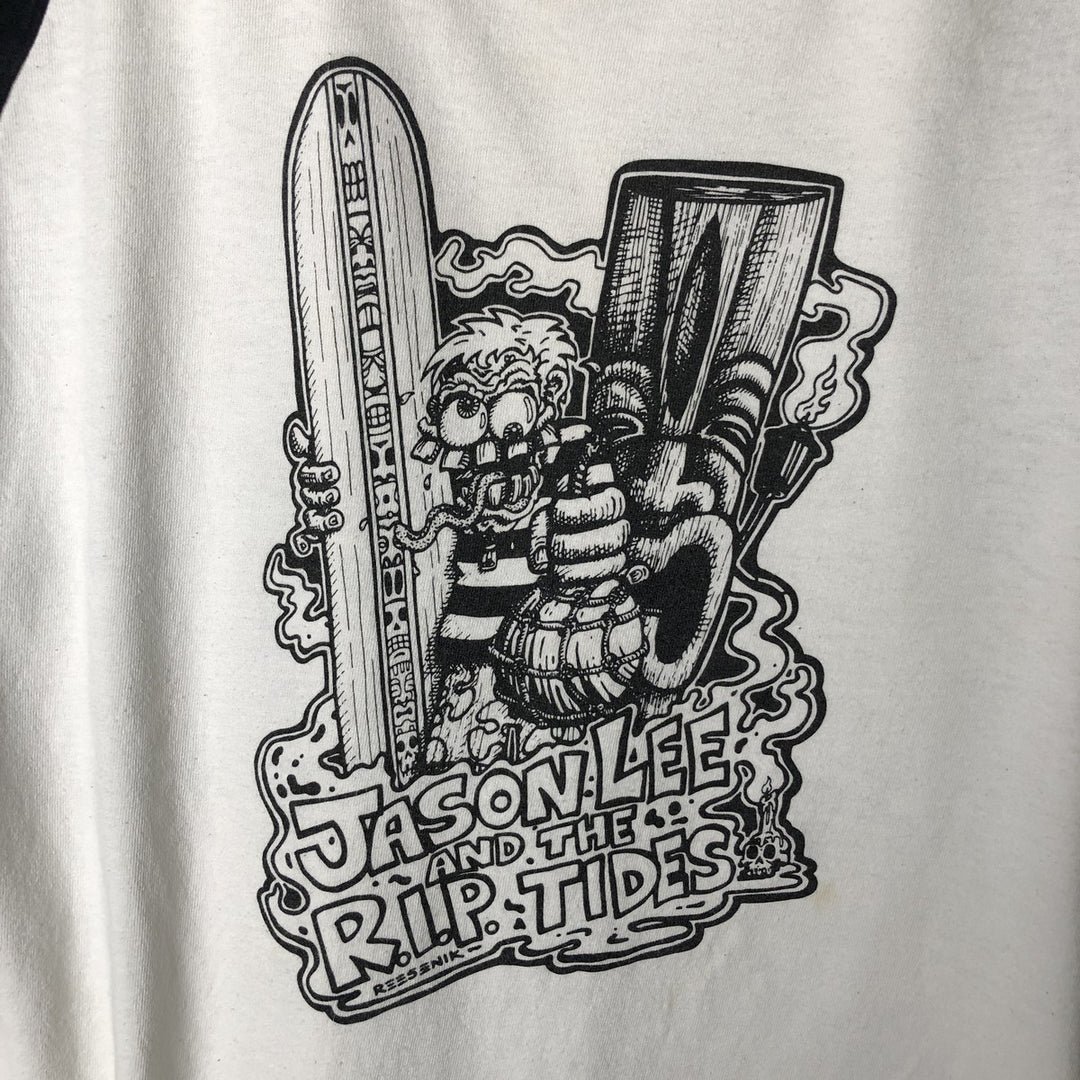 JASON LEE
AND THE
R.I.P. TIDES
REESENIK